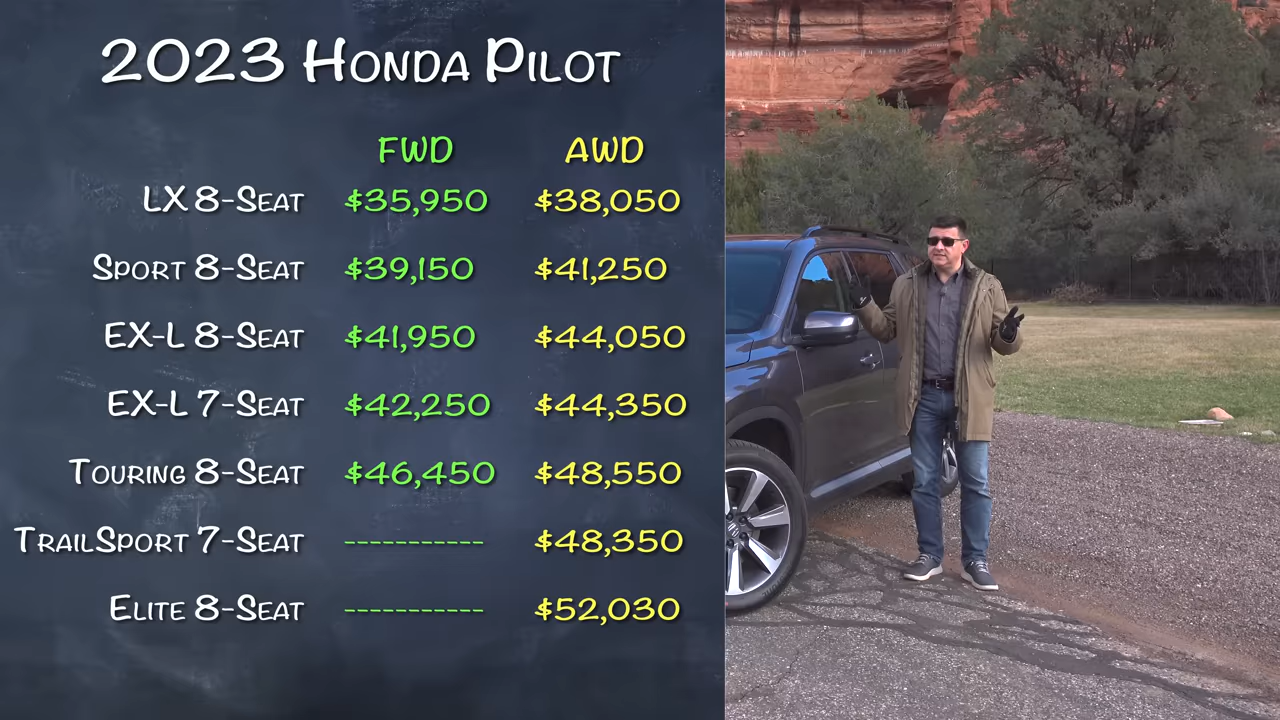 2023 Honda Pilot
FWD AWD
LX 8-Seat $35,950 $38,050
Sport 8-Seat $39,150 $41,250
EX-L 8-Seat $41,950 $44,050
EX-L 7-Seat $42,250 $44,350
Touring 8-Seat $46,450 $48,550
TrailSport 7-Seat ----------- $48,350
Elite 8-Seat ----------- $52,030